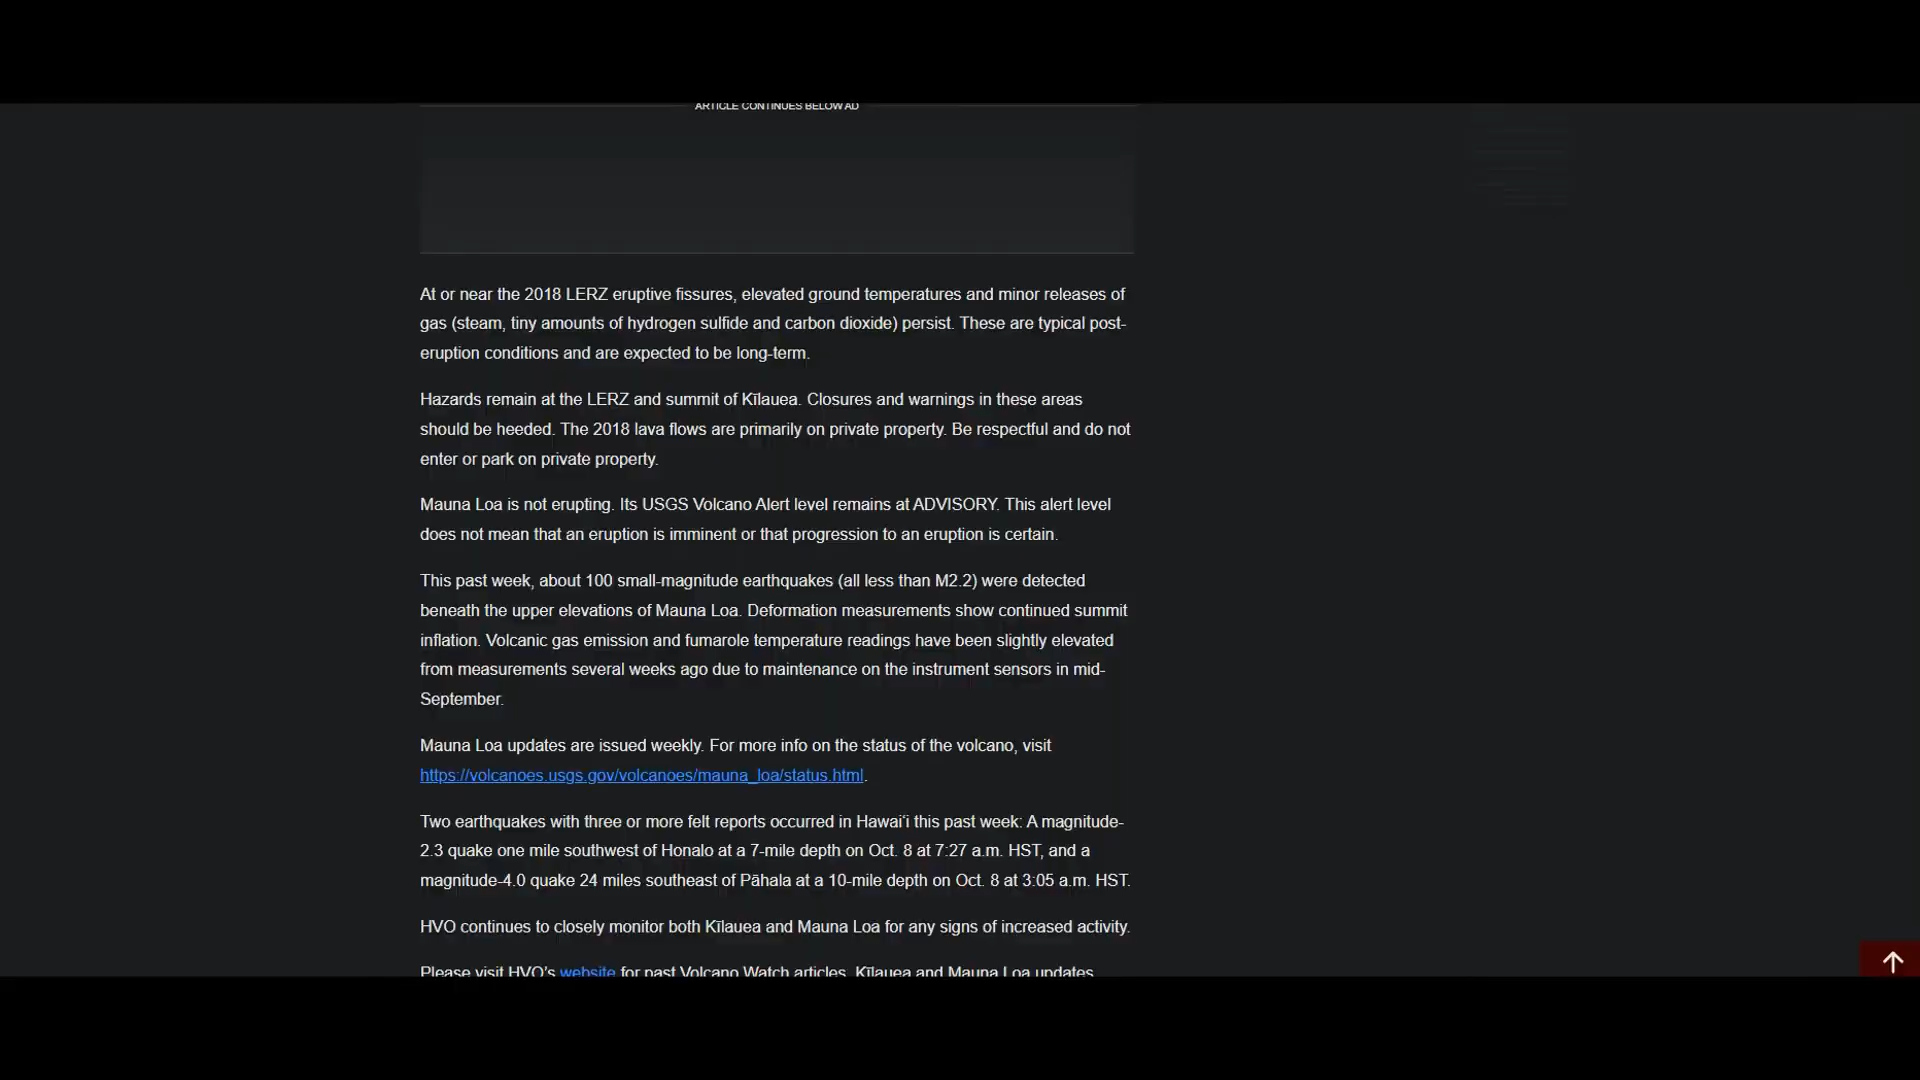 ARTICLE CONTINUES BELOW AD
At or near the 2018 LERZ eruptive fissures, elevated ground temperatures and minor releases of
gas (steam, tiny amounts of hydrogen sulfide and carbon dioxide) persist. These are typical post-
eruption conditions and are expected to be long-term.
Hazards remain at the LERZ and summit of Kīlauea. Closures and warnings in these areas
should be heeded. The 2018 lava flows are primarily on private property. Be respectful and do not
enter or park on private property.
Mauna Loa is not erupting. Its USGS Volcano Alert level remains at ADVISORY. This alert level
does not mean that an eruption is imminent or that progression to an eruption is certain.
This past week, about 100 small-magnitude earthquakes (all less than M2.2) were detected
beneath the upper elevations of Mauna Loa. Deformation measurements show continued summit
inflation. Volcanic gas emission and fumarole temperature readings have been slightly elevated
from measurements several weeks ago due to maintenance on the instrument sensors in mid-
September.
Mauna Loa updates are issued weekly. For more info on the status of the volcano, visit
https://volcanoes.usgs.gov/volcanoes/mauna_loa/status.html.
Two earthquakes with three or more felt reports occurred in Hawai‘i this past week: A magnitude-
2.3 quake one mile southwest of Honalo at a 7-mile depth on Oct. 8 at 7:27 a.m. HST, and a
magnitude-4.0 quake 24 miles southeast of Pāhala at a 10-mile depth on Oct. 8 at 3:05 a.m. HST.
HVO continues to closely monitor both Kīlauea and Mauna Loa for any signs of increased activity.
Please visit HVO’s website for past Volcano Watch articles, Kīlauea and Mauna Loa updates,